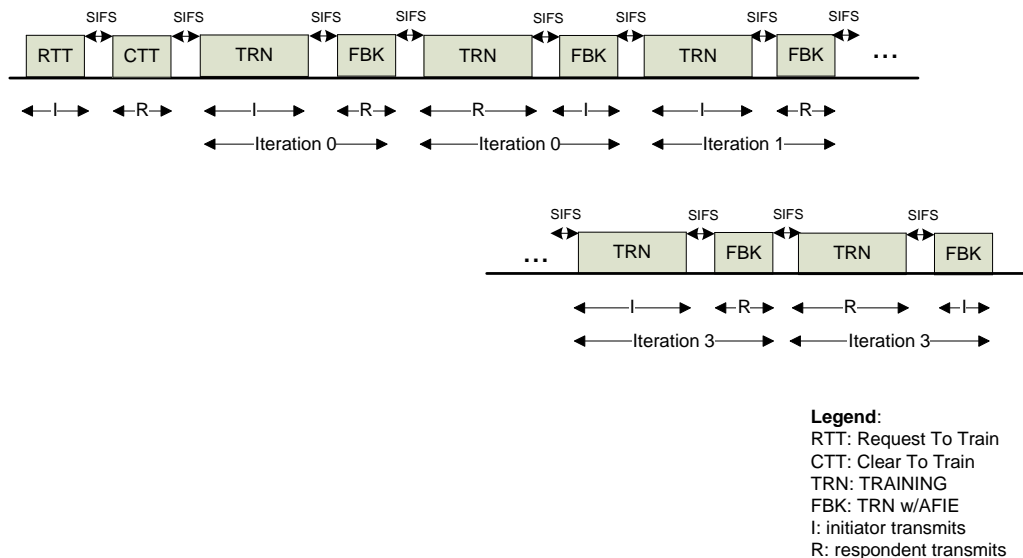 SIFS SIFS SIFS SIFS SIFS SIFS SIFS SIFS
RTT CTT TRN FBK TRN FBK TRN FBK ...
I R I R R I I R
Iteration 0 Iteration 0 Iteration 1
SIFS SIFS SIFS SIFS
... TRN FBK TRN FBK
I R R I
Iteration 3 Iteration 3
Legend:
RTT: Request To Train
CTT: Clear To Train
TRN: TRAINING
FBK: TRN w/AFIE
I: initiator transmits
R: respondent transmits